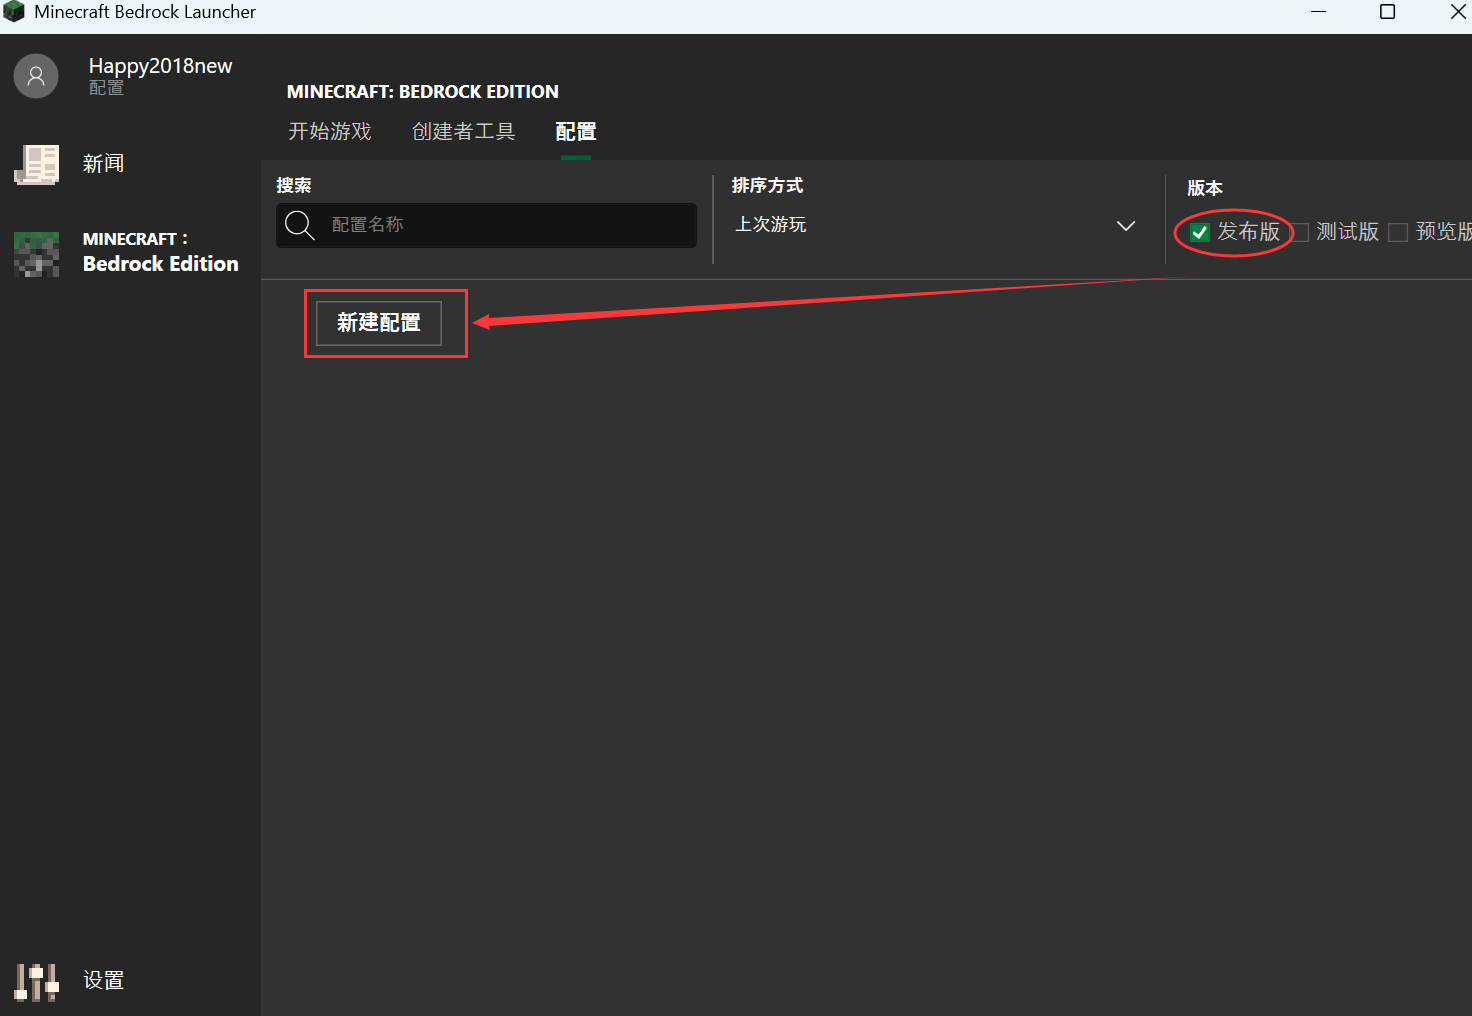 Minecraft Bedrock Launcher
Happy2018new
配置
新闻
MINECRAFT：
Bedrock Edition
设置
MINECRAFT: BEDROCK EDITION
开始游戏 创建者工具 配置
搜索
配置名称
排序方式
上次游玩
版本
发布版 测试版 预览版
新建配置